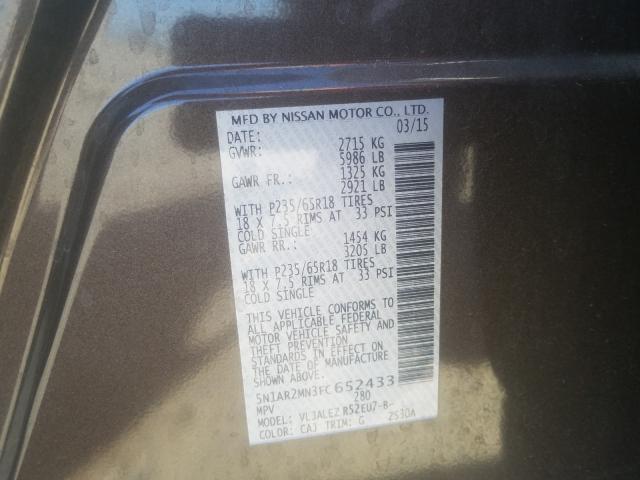 MFD BY NISSAN MOTOR CO., LTD.
DATE: 03/15
GVWR: 2715 KG
5986 LB
GAWR FR.: 1325 KG
2921 LB
WITH P235/65R18 TIRES
18 X 7.5 RIMS AT 33 PSI
COLD SINGLE
GAWR RR.: 1454 KG
3205 LB
WITH P235/65R18 TIRES
18 X 7.5 RIMS AT 33 PSI
COLD SINGLE
THIS VEHICLE CONFORMS TO
ALL APPLICABLE FEDERAL
MOTOR VEHICLE SAFETY AND
THEFT PREVENTION
STANDARDS IN EFFECT ON
THE DATE OF MANUFACTURE
SHOWN ABOVE.
5N1AR2MN3FC652433
MPV 280
MODEL: VLJALEZ R52EU7-B-
COLOR: CAJ TRIM: G 2530A